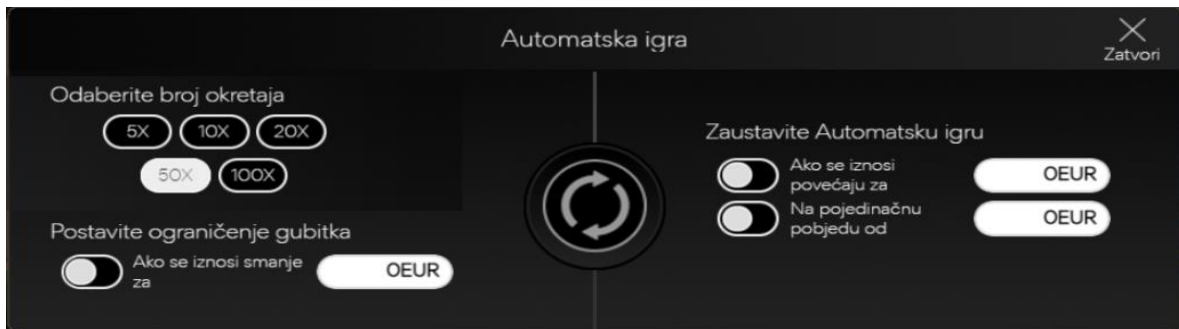 Automatska igra
Zatvori
Odaberite broj okretaja
5X 10X 20X
50X 100X
Postavite ograničenje gubitka
Ako se iznosi smanje
za
0EUR
Zaustavite Automatsku igru
Ako se iznosi
povećaju za
0EUR
Na pojedinačnu
pobjedu od
0EUR